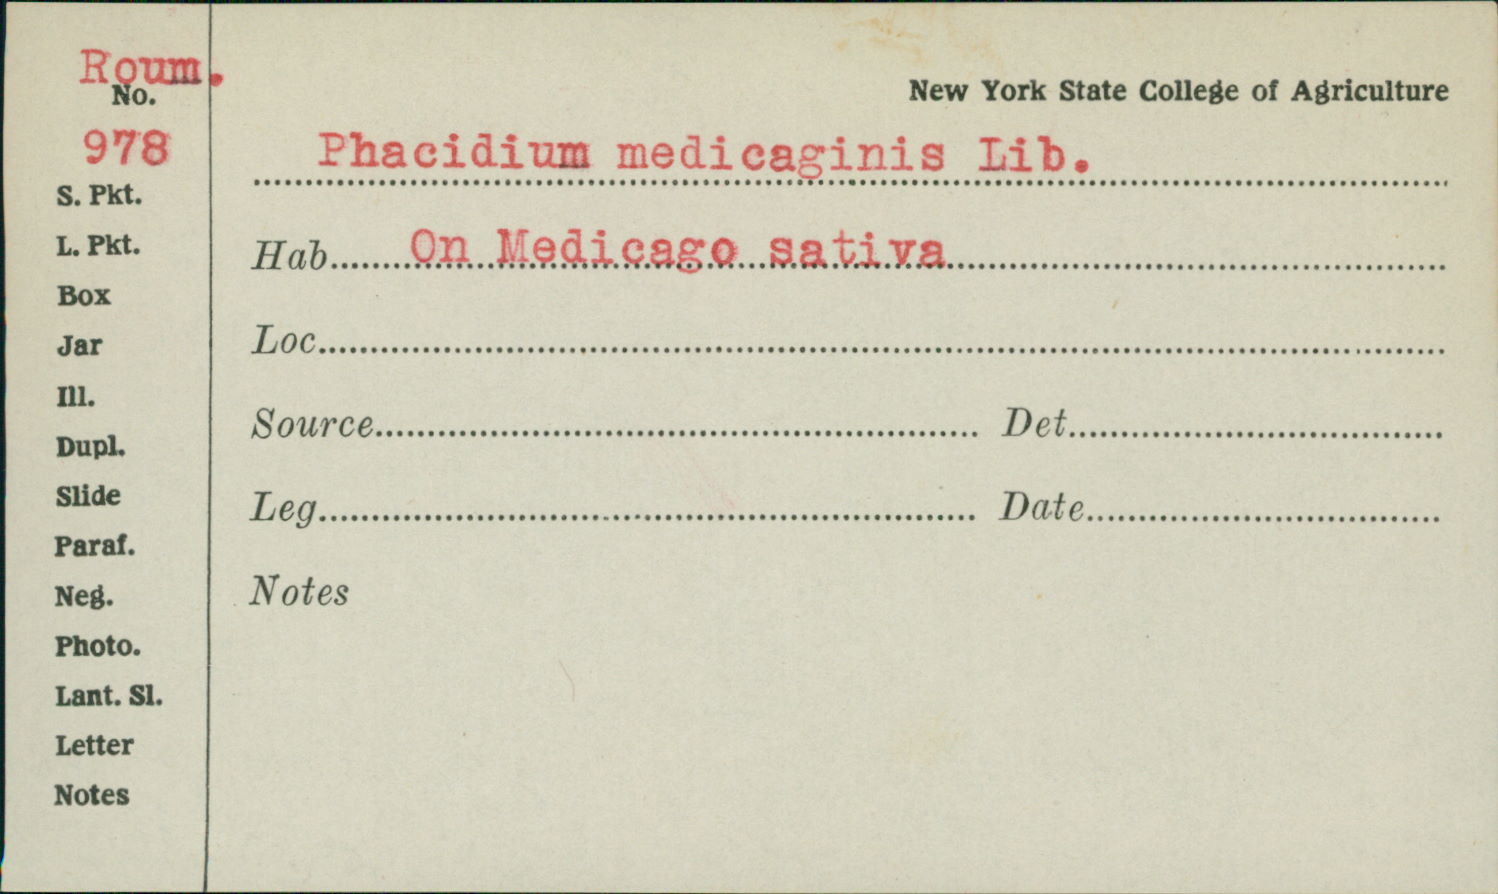 Roum.
No.
978
S. Pkt.
L. Pkt.
Box
Jar
Ill.
Dupl.
Slide
Paraf.
Neg.
Photo.
Lant. Sl.
Letter
Notes
New York State College of Agriculture
Phacidium medicaginis Lib.
Hab.......On Medicago sativa
Loc.
Source. Det.
Leg. Date.
Notes